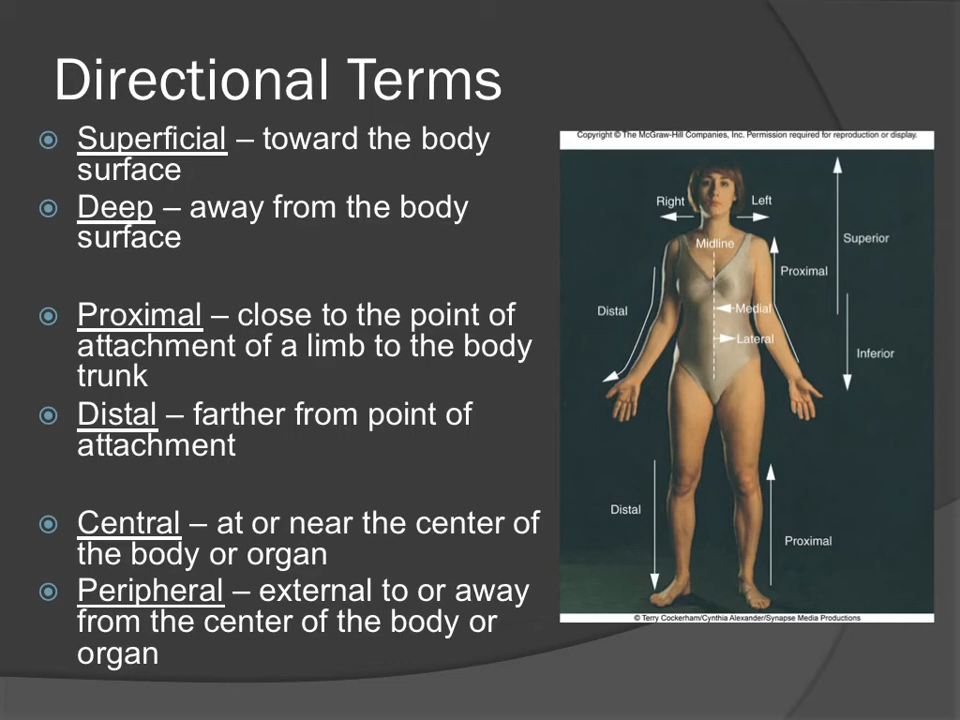 Directional Terms
Superficial – toward the body
surface
Deep – away from the body
surface
Proximal – close to the point of
attachment of a limb to the body
trunk
Distal – farther from point of
attachment
Central – at or near the center of
the body or organ
Peripheral – external to or away
from the center of the body or
organ
Copyright © The McGraw-Hill Companies, Inc. Permission required for reproduction or display.
Right
Left
Superior
Midline
Proximal
Distal
Medial
Lateral
Inferior
Distal
Proximal
© Terry Cockerham/Cynthia Alexander/Synapse Media Productions